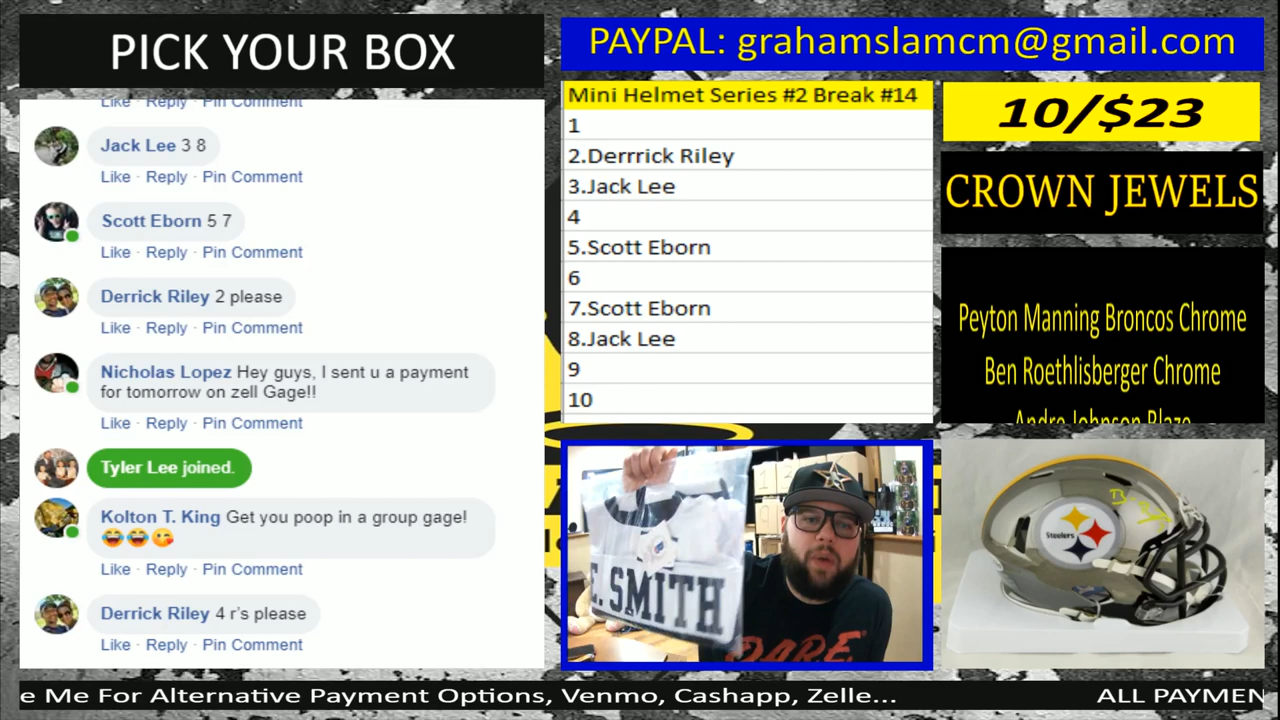 PICK YOUR BOX
Like · Reply · Pin Comment
Jack Lee 3 8
Like · Reply · Pin Comment
Scott Eborn 5 7
Like · Reply · Pin Comment
Derrick Riley 2 please
Like · Reply · Pin Comment
Nicholas Lopez Hey guys, I sent u a payment
for tomorrow on zell Gage!!
Like · Reply · Pin Comment
Tyler Lee joined.
Kolton T. King Get you poop in a group gage!
😂😂😋
Like · Reply · Pin Comment
Derrick Riley 4 r's please
Like · Reply · Pin Comment
PAYPAL: grahamslamcm@gmail.com
Mini Helmet Series #2 Break #14
1
2.Derrrick Riley
3.Jack Lee
4
5.Scott Eborn
6
7.Scott Eborn
8.Jack Lee
9
10
10/$23
CROWN JEWELS
Peyton Manning Broncos Chrome
Ben Roethlisberger Chrome
Andre Johnson Blaze
E. SMITH
DARE
Steelers
e Me For Alternative Payment Options, Venmo, Cashapp, Zelle... ALL PAYMEN